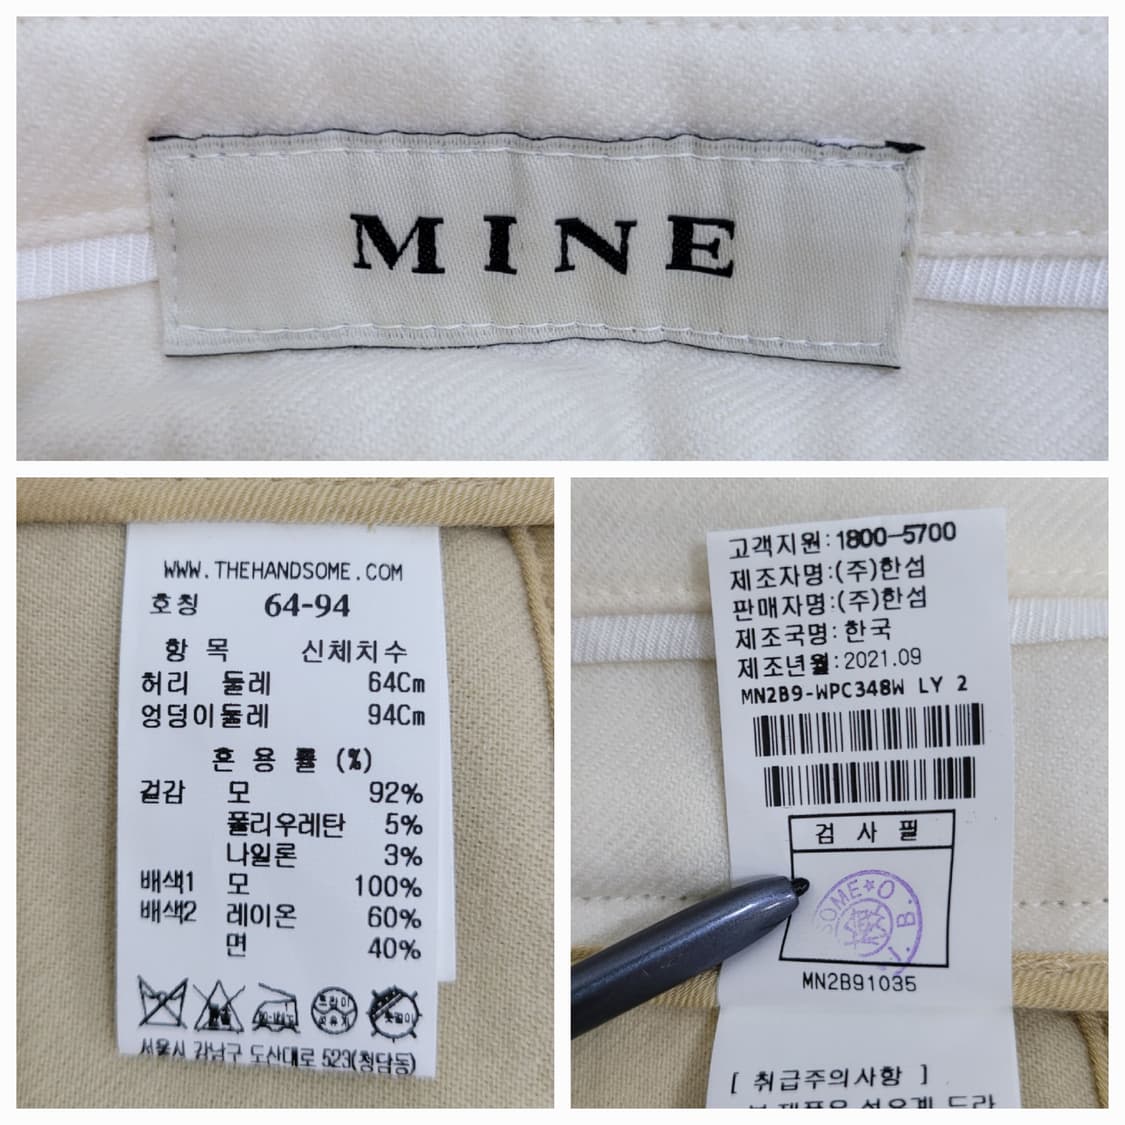 MINE
WWW.THEHANDSOME.COM
호칭 64-94
항 목 신체치수
허리 둘레 64Cm
엉덩이둘레 94Cm
혼 용 률 (%)
겉감 모 92%
폴리우레탄 5%
나일론 3%
배색1 모 100%
배색2 레이온 60%
면 40%
서울시 강남구 도산대로 523(청담동)
고객지원:1800-5700
제조자명:(주)한섬
판매자명:(주)한섬
제조국명: 한국
제조년월:2021.09
MN2B9-WPC348W LY 2
검 사 필
SOME★O
J.B.
MN2B91035
[ 취급주의사항 ]